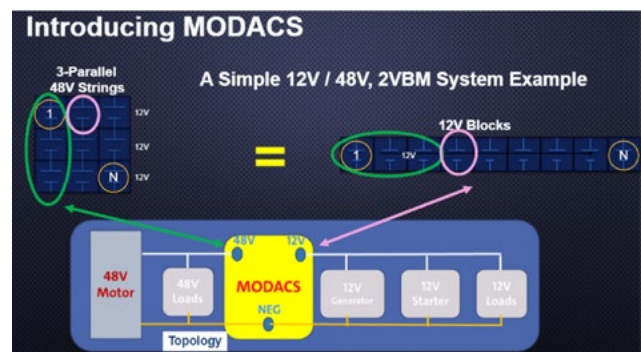 Introducing MODACS
3-Parallel
48V Strings
A Simple 12V / 48V, 2VBM System Example
12V Blocks
1
12V
12V
N
12V
=
1
12V
N
48V
12V
48V
Motor
48V
Loads
MODACS
12V
Generator
12V
Starter
12V
Loads
NEG
Topology